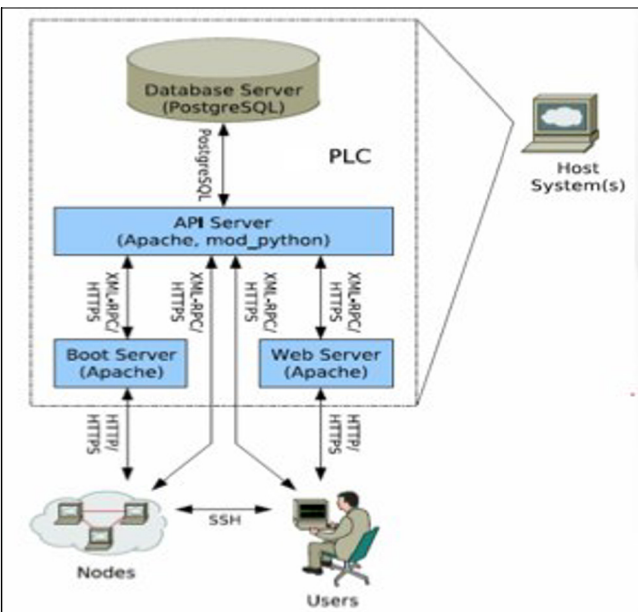 Database Server
(PostgreSQL)
PostgreSQL
PLC
Host
System(s)
API Server
(Apache, mod_python)
XML-RPC/
HTTPS
XML-RPC/
HTTPS
XML-RPC/
HTTPS
XML-RPC/
HTTPS
Boot Server
(Apache)
Web Server
(Apache)
HTTP/
HTTPS
HTTP/
HTTPS
SSH
Nodes
Users